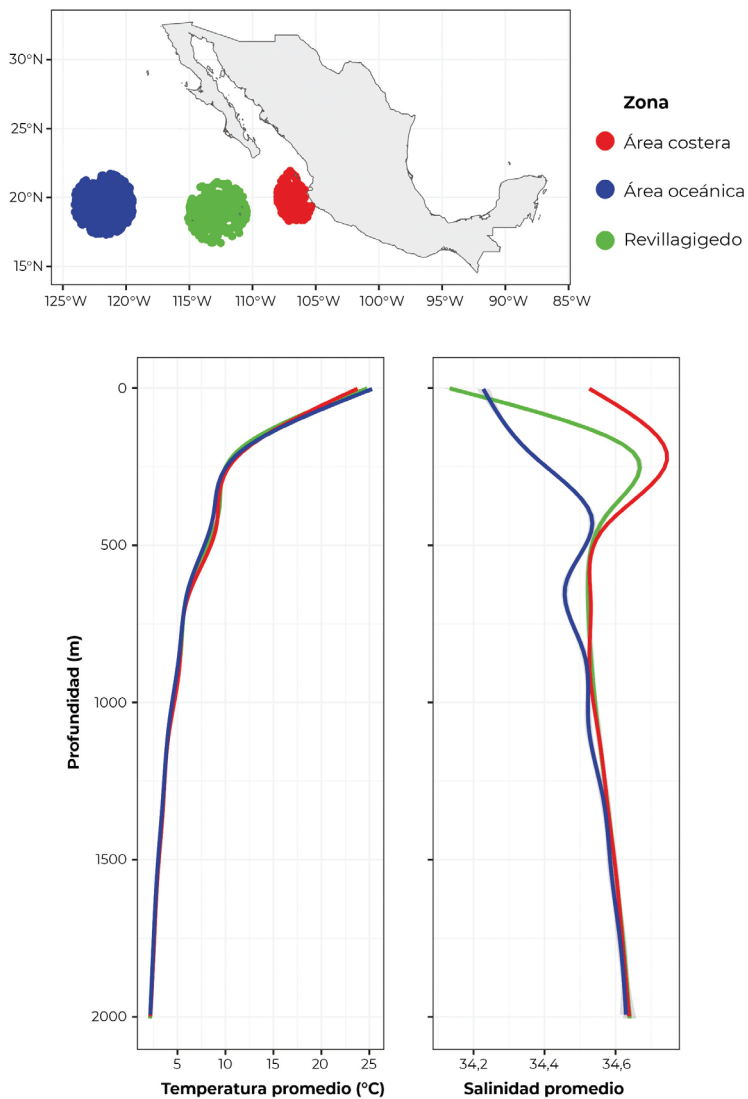 30°N
25°N
20°N
15°N
125°W 120°W 115°W 110°W 105°W 100°W 95°W 90°W 85°W
Zona
Área costera
Área oceánica
Revillagigedo
Profundidad (m)
0
500
1000
1500
2000
5 10 15 20 25
Temperatura promedio (°C)
34,2 34,4 34,6
Salinidad promedio